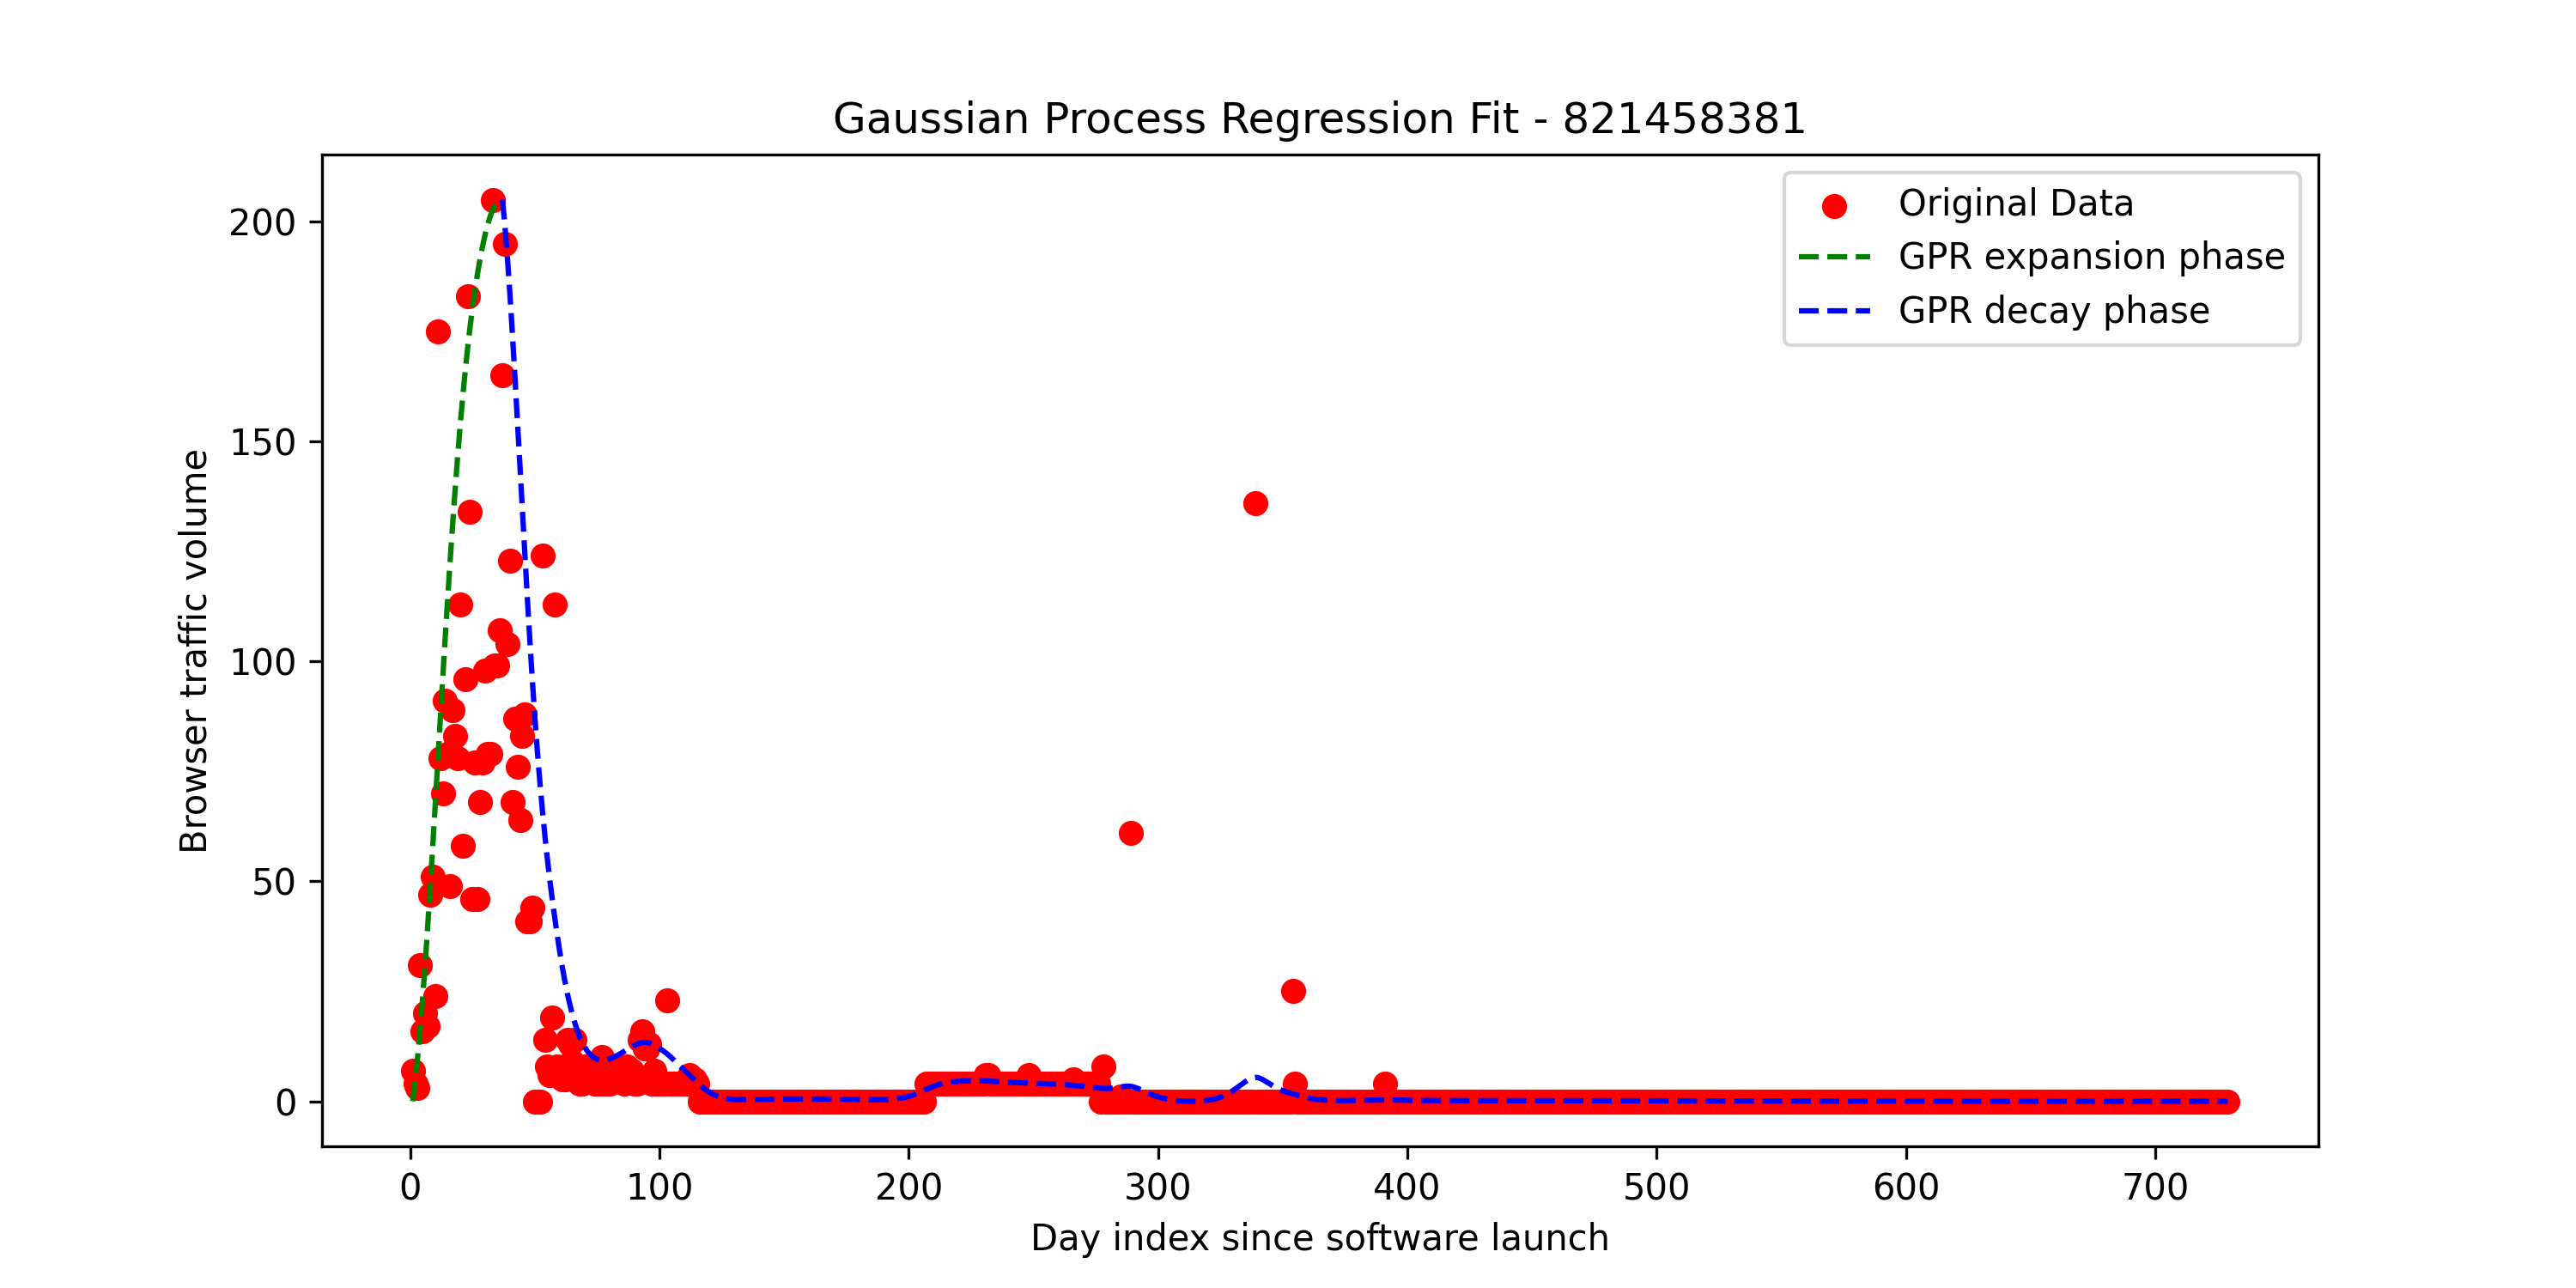 Gaussian Process Regression Fit - 821458381
Original Data
GPR expansion phase
GPR decay phase
Browser traffic volume
200
150
100
50
0
0 100 200 300 400 500 600 700
Day index since software launch